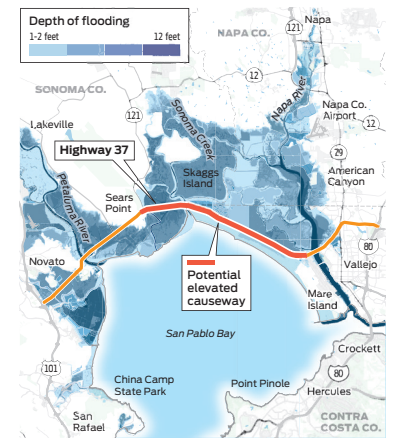 Depth of flooding
1-2 feet
12 feet
NAPA CO.
121
Napa
12
SONOMA CO.
121
Sonoma Creek
Napa River
Napa Co.
Airport
12
Lakeville
29
Highway 37
American
Canyon
Skaggs
Island
Petaluma River
Sears
Point
80
Novato
Vallejo
Potential
elevated
causeway
Mare
Island
San Pablo Bay
Crockett
101
80
China Camp
State Park
Point Pinole
Hercules
San
Rafael
CONTRA
COSTA CO.